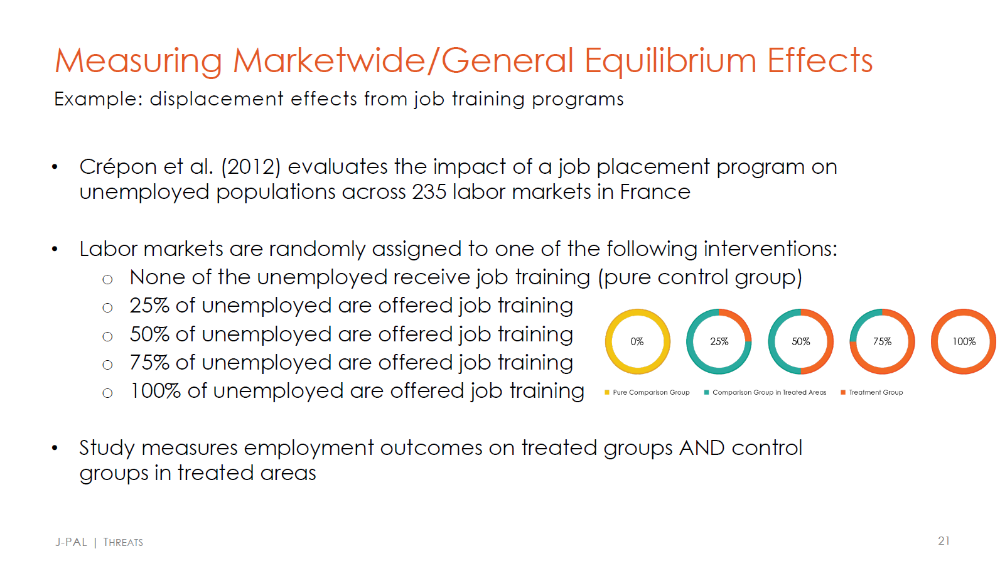 Measuring Marketwide/General Equilibrium Effects
Example: displacement effects from job training programs
• Crépon et al. (2012) evaluates the impact of a job placement program on
unemployed populations across 235 labor markets in France
• Labor markets are randomly assigned to one of the following interventions:
o None of the unemployed receive job training (pure control group)
o 25% of unemployed are offered job training
o 50% of unemployed are offered job training
o 75% of unemployed are offered job training
o 100% of unemployed are offered job training
0% 25% 50% 75% 100%
Pure Comparison Group Comparison Group in Treated Areas Treatment Group
• Study measures employment outcomes on treated groups AND control
groups in treated areas
J-PAL | THREATS
21